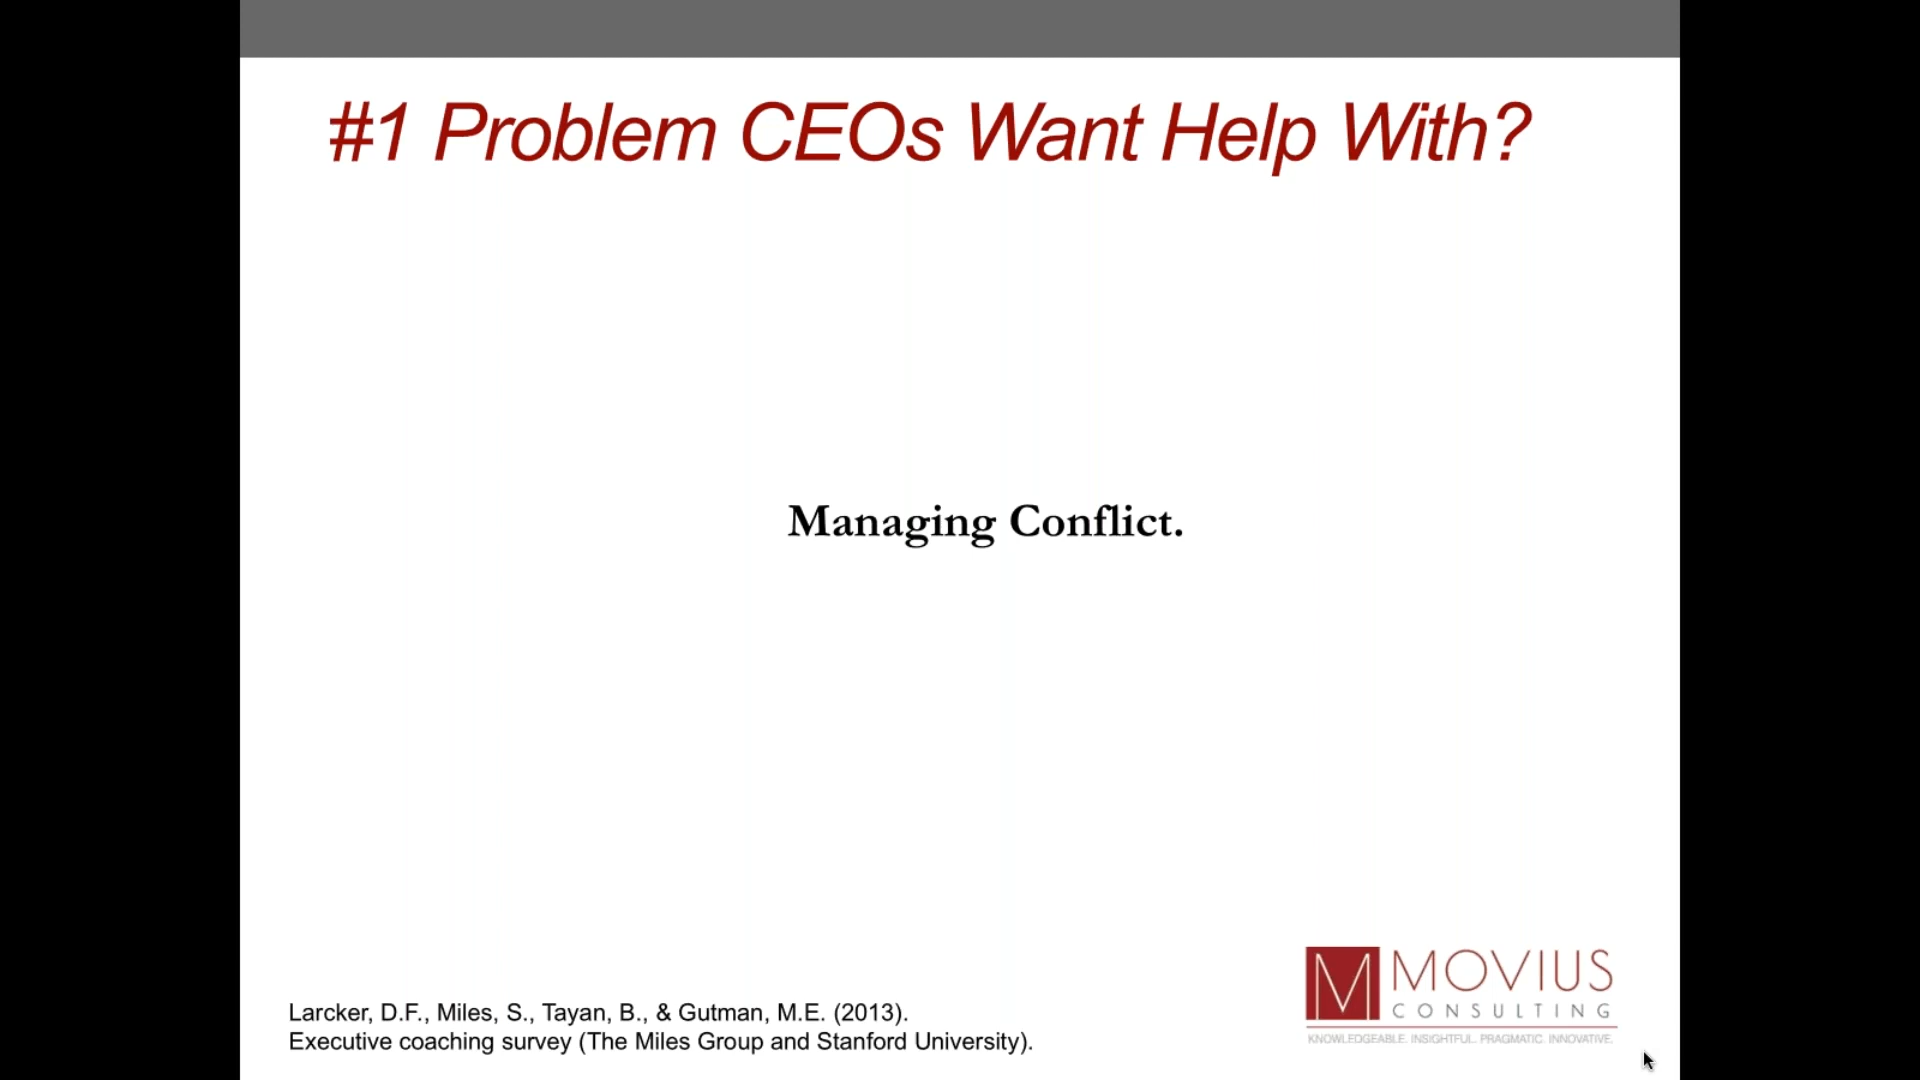 #1 Problem CEOs Want Help With?
Managing Conflict.
Larcker, D.F., Miles, S., Tayan, B., & Gutman, M.E. (2013).
Executive coaching survey (The Miles Group and Stanford University).
M MOVIUS
CONSULTING
KNOWLEDGEABLE. INSIGHTFUL. PRAGMATIC. INNOVATIVE.